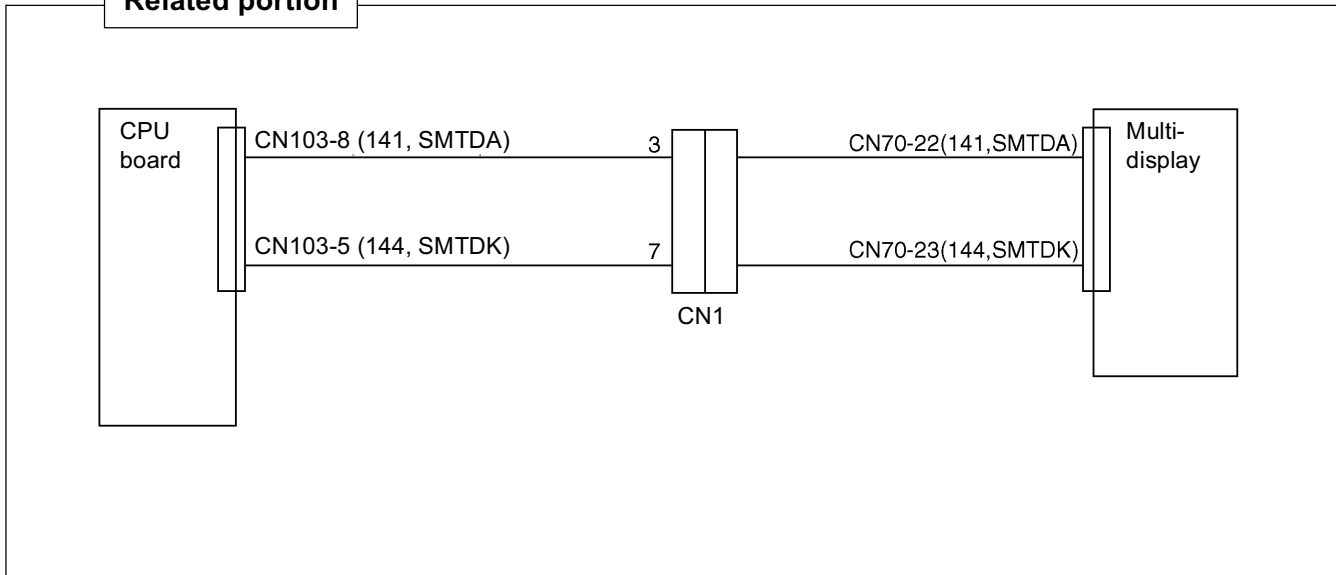 Related portion
CPU
board
CN103-8 (141, SMTDA)
3
CN70-22(141,SMTDA)
Multi-
display
CN103-5 (144, SMTDK)
7
CN70-23(144,SMTDK)
CN1